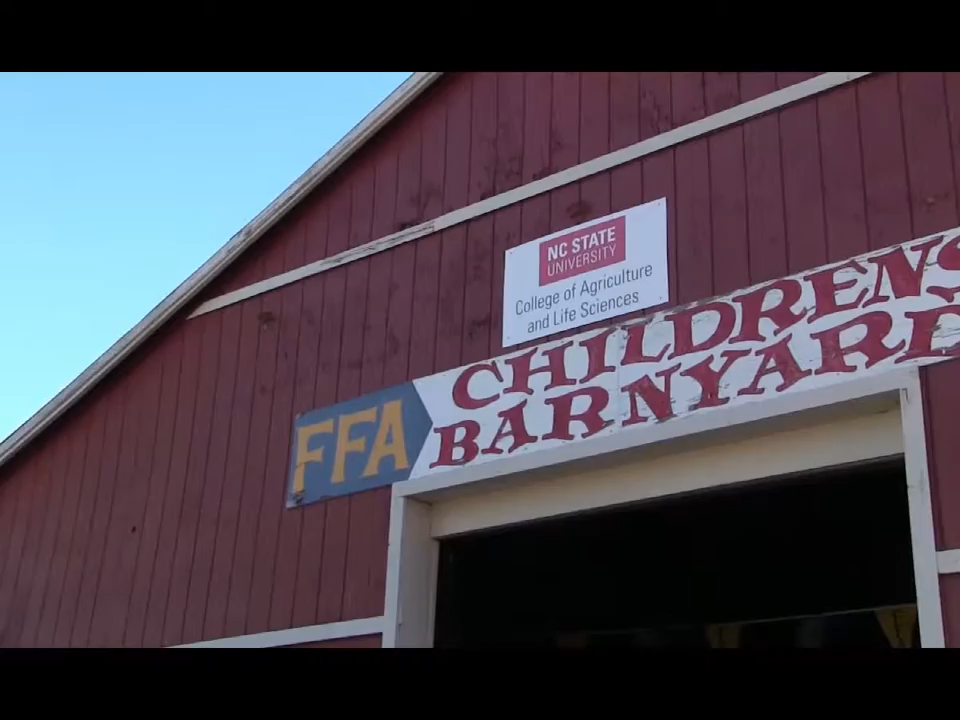 NC STATE
UNIVERSITY
College of Agriculture
and Life Sciences
CHILDRENS
FFA
BARNYARD